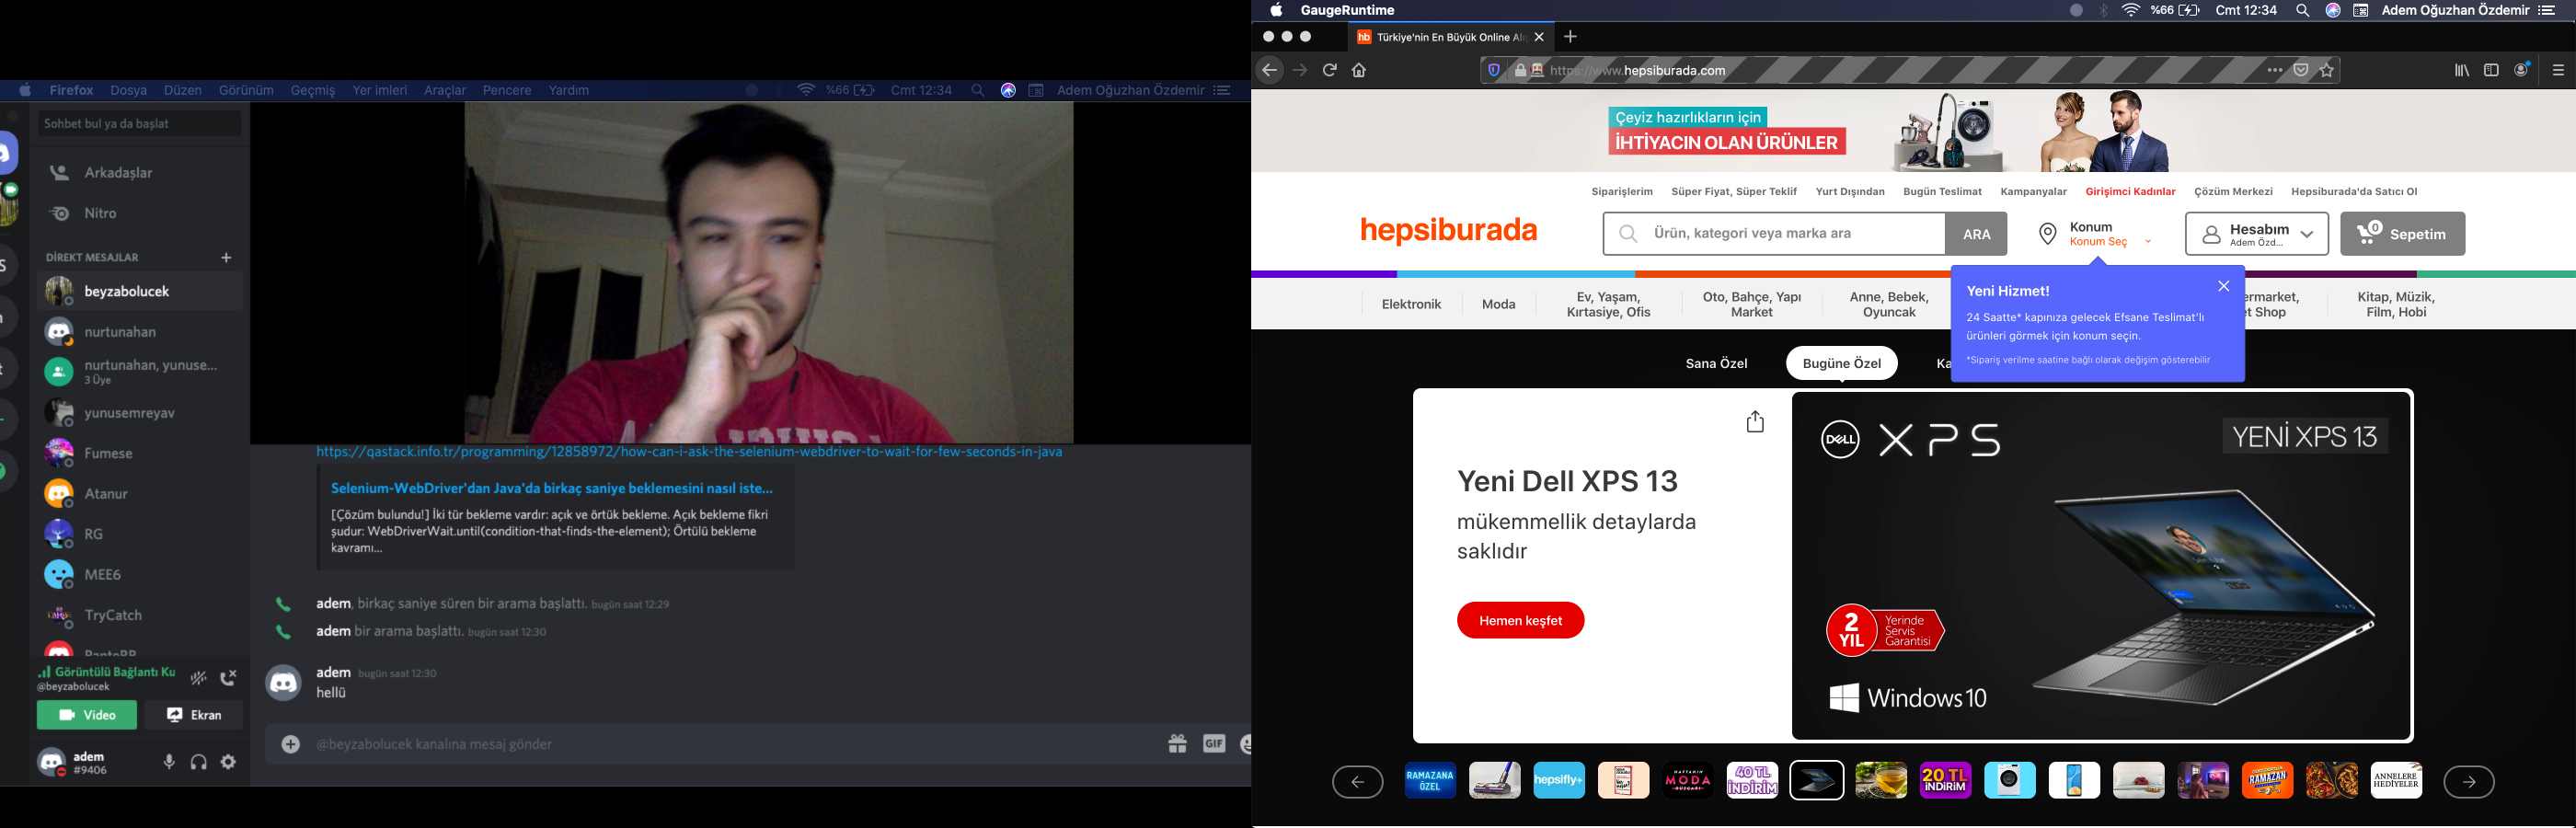 Firefox Dosya Düzen Görünüm Geçmiş Yer imleri Araçlar Pencere Yardım %66 Cmt 12:34 Adem Oğuzhan Özdemir
Sohbet bul ya da başlat
Arkadaşlar
Nitro
DİREKT MESAJLAR +
beyzabolucek
nurtunahan
nurtunahan, yunuse...
3 Üye
yunusemreyav
Fumese
Atanur
RG
MEE6
TryCatch
Görüntülü Bağlantı Ku
@beyzabolucek
Video Ekran
adem
#9406
https://qastack.info.tr/programming/12858972/how-can-i-ask-the-selenium-webdriver-to-wait-for-few-seconds-in-java
Selenium-WebDriver'dan Java'da birkaç saniye beklemesini nasıl iste...
[Çözüm bulundu!] İki tür bekleme vardır: açık ve örtük bekleme. Açık bekleme fikri
şudur: WebDriverWait.until(condition-that-finds-the-element); Örtülü bekleme
kavramı...
adem, birkaç saniye süren bir arama başlattı. bugün saat 12:29
adem bir arama başlattı. bugün saat 12:30
adem bugün saat 12:30
hellü
@beyzabolucek kanalına mesaj gönder
GIF
GaugeRuntime %66 Cmt 12:34 Adem Oğuzhan Özdemir
hb Türkiye'nin En Büyük Online Alış
https://www.hepsiburada.com
Çeyiz hazırlıkların için
İHTİYACIN OLAN ÜRÜNLER
Siparişlerim Süper Fiyat, Süper Teklif Yurt Dışından Bugün Teslimat Kampanyalar Girişimci Kadınlar Çözüm Merkezi Hepsiburada'da Satıcı Ol
hepsiburada
Ürün, kategori veya marka ara ARA
Konum
Konum Seç
Hesabım
Adem Özd...
0 Sepetim
Elektronik
Moda
Ev, Yaşam,
Kırtasiye, Ofis
Oto, Bahçe, Yapı
Market
Anne, Bebek,
Oyuncak
ermarket,
et Shop
Kitap, Müzik,
Film, Hobi
Yeni Hizmet!
24 Saatte* kapınıza gelecek Efsane Teslimat'lı
ürünleri görmek için konum seçin.
*Sipariş verilme saatine bağlı olarak değişim gösterebilir
Sana Özel Bugüne Özel Ka
Yeni Dell XPS 13
mükemmellik detaylarda
saklıdır
Hemen keşfet
DELL XPS
YENİ XPS 13
2
YIL
Yerinde
Servis
Garantisi
Windows 10
RAMAZANA
ÖZEL
hepsifly
HAFTANIN
MODA
RÜZGARI
40 TL
İNDİRİM
20 TL
İNDİRİM
RAMAZAN
ANNELERE
HEDİYELER